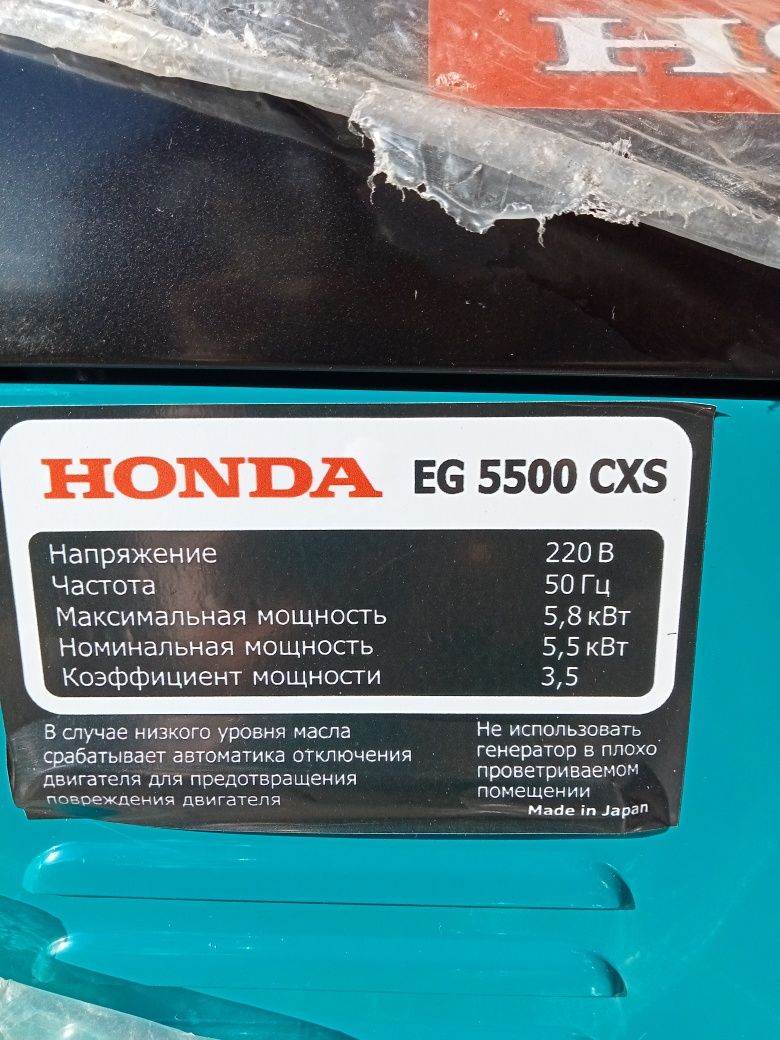 HO
HONDA EG 5500 CXS
Напряжение 220 В
Частота 50 Гц
Максимальная мощность 5,8 кВт
Номинальная мощность 5,5 кВт
Коэффициент мощности 3,5
В случае низкого уровня масла
срабатывает автоматика отключения
двигателя для предотвращения
повреждения двигателя
Не использовать
генератор в плохо
проветриваемом
помещении
Made in Japan